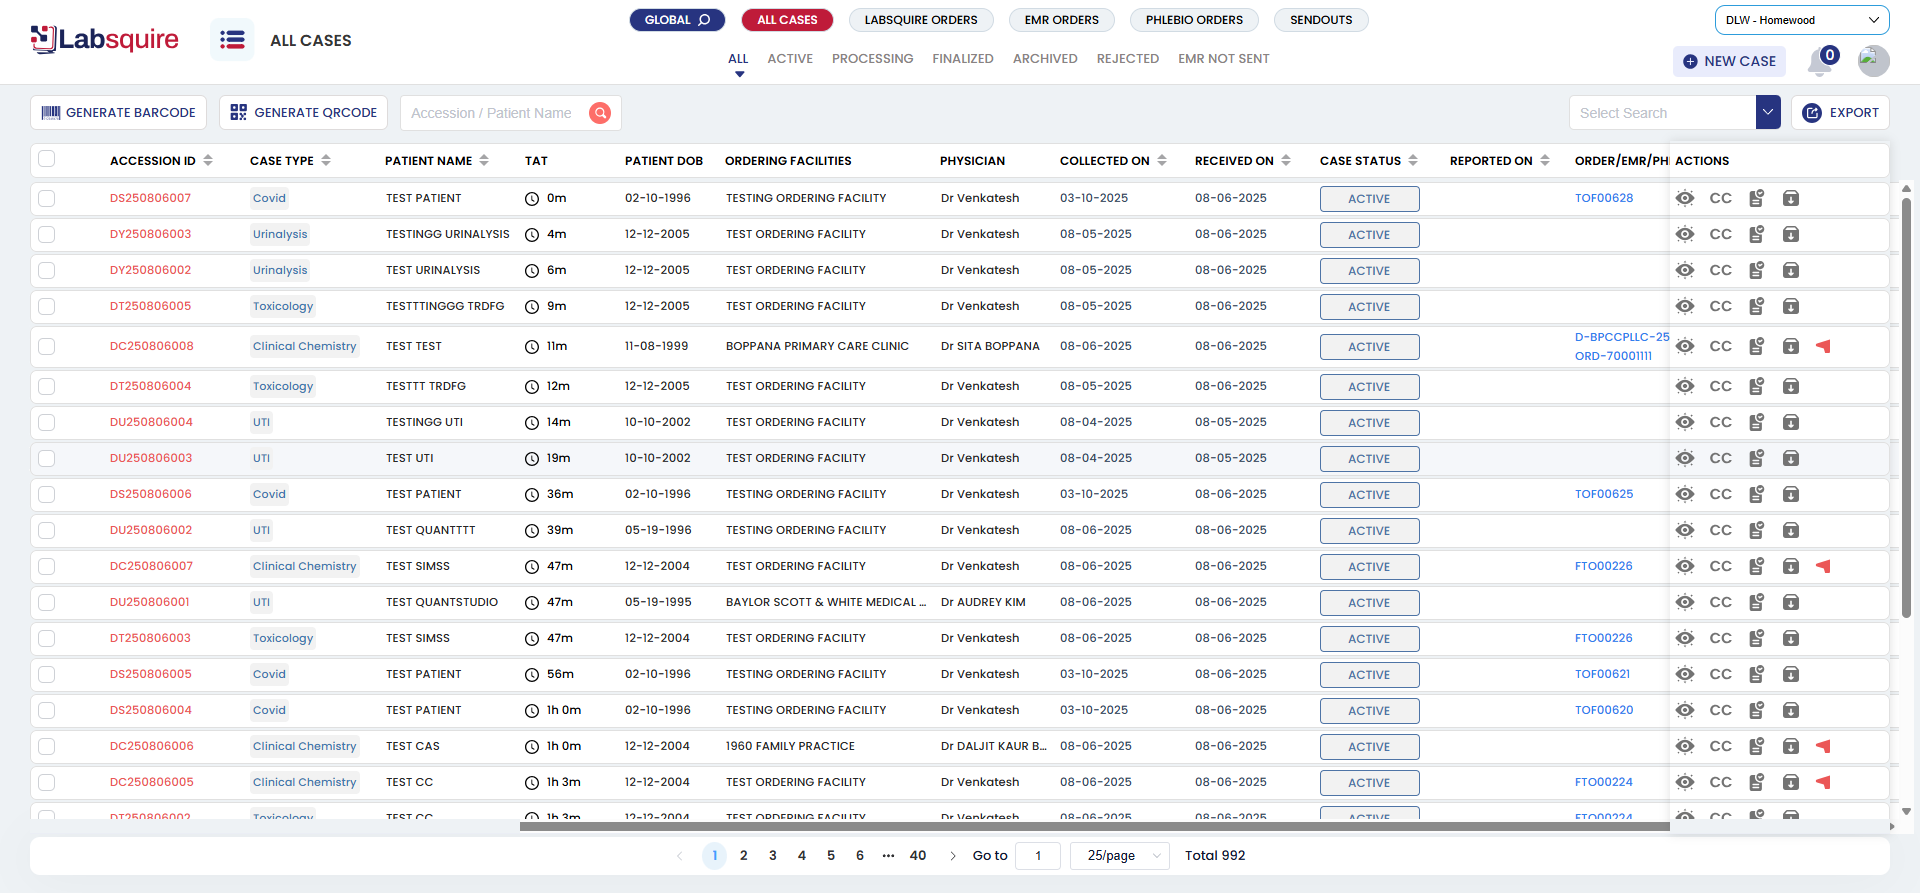 Labsquire
ALL CASES
GLOBAL
ALL CASES
LABSQUIRE ORDERS
EMR ORDERS
PHLEBIO ORDERS
SENDOUTS
DLW - Homewood
ALL
ACTIVE
PROCESSING
FINALIZED
ARCHIVED
REJECTED
EMR NOT SENT
NEW CASE
0
GENERATE BARCODE
GENERATE QRCODE
Accession / Patient Name
Select Search
EXPORT
ACCESSION ID CASE TYPE PATIENT NAME TAT PATIENT DOB ORDERING FACILITIES PHYSICIAN COLLECTED ON RECEIVED ON CASE STATUS REPORTED ON ORDER/EMR/PH ACTIONS
DS250806007 Covid TEST PATIENT 0m 02-10-1996 TESTING ORDERING FACILITY Dr Venkatesh 03-10-2025 08-06-2025 ACTIVE TOF00628 CC
DY250806003 Urinalysis TESTINGG URINALYSIS 4m 12-12-2005 TEST ORDERING FACILITY Dr Venkatesh 08-05-2025 08-06-2025 ACTIVE CC
DY250806002 Urinalysis TEST URINALYSIS 6m 12-12-2005 TEST ORDERING FACILITY Dr Venkatesh 08-05-2025 08-06-2025 ACTIVE CC
DT250806005 Toxicology TESTTTINGGG TRDFG 9m 12-12-2005 TEST ORDERING FACILITY Dr Venkatesh 08-05-2025 08-06-2025 ACTIVE CC
DC250806008 Clinical Chemistry TEST TEST 11m 11-08-1999 BOPPANA PRIMARY CARE CLINIC Dr SITA BOPPANA 08-06-2025 08-06-2025 ACTIVE D-BPCCPLLC-25 CC
ORD-70001111
DT250806004 Toxicology TESTTT TRDFG 12m 12-12-2005 TEST ORDERING FACILITY Dr Venkatesh 08-05-2025 08-06-2025 ACTIVE CC
DU250806004 UTI TESTINGG UTI 14m 10-10-2002 TEST ORDERING FACILITY Dr Venkatesh 08-04-2025 08-06-2025 ACTIVE CC
DU250806003 UTI TEST UTI 19m 10-10-2002 TEST ORDERING FACILITY Dr Venkatesh 08-04-2025 08-05-2025 ACTIVE CC
DS250806006 Covid TEST PATIENT 36m 02-10-1996 TESTING ORDERING FACILITY Dr Venkatesh 03-10-2025 08-06-2025 ACTIVE TOF00625 CC
DU250806002 UTI TEST QUANTTTT 39m 05-19-1996 TESTING ORDERING FACILITY Dr Venkatesh 08-06-2025 08-06-2025 ACTIVE CC
DC250806007 Clinical Chemistry TEST SIMSS 47m 12-12-2004 TEST ORDERING FACILITY Dr Venkatesh 08-06-2025 08-06-2025 ACTIVE FTO00226 CC
DU250806001 UTI TEST QUANTSTUDIO 47m 05-19-1995 BAYLOR SCOTT & WHITE MEDICAL ... Dr AUDREY KIM 08-06-2025 08-06-2025 ACTIVE CC
DT250806003 Toxicology TEST SIMSS 47m 12-12-2004 TEST ORDERING FACILITY Dr Venkatesh 08-06-2025 08-06-2025 ACTIVE FTO00226 CC
DS250806005 Covid TEST PATIENT 56m 02-10-1996 TESTING ORDERING FACILITY Dr Venkatesh 03-10-2025 08-06-2025 ACTIVE TOF00621 CC
DS250806004 Covid TEST PATIENT 1h 0m 02-10-1996 TESTING ORDERING FACILITY Dr Venkatesh 03-10-2025 08-06-2025 ACTIVE TOF00620 CC
DC250806006 Clinical Chemistry TEST CAS 1h 0m 12-12-2004 1960 FAMILY PRACTICE Dr DALJIT KAUR B... 08-06-2025 08-06-2025 ACTIVE CC
DC250806005 Clinical Chemistry TEST CC 1h 3m 12-12-2004 TEST ORDERING FACILITY Dr Venkatesh 08-06-2025 08-06-2025 ACTIVE FTO00224 CC
DT250806002 Toxicology TEST CC 1h 3m 12-12-2004 TEST ORDERING FACILITY Dr Venkatesh 08-06-2025 08-06-2025 ACTIVE FTO00224 CC
1 2 3 4 5 6 ••• 40 Go to 1 25/page Total 992